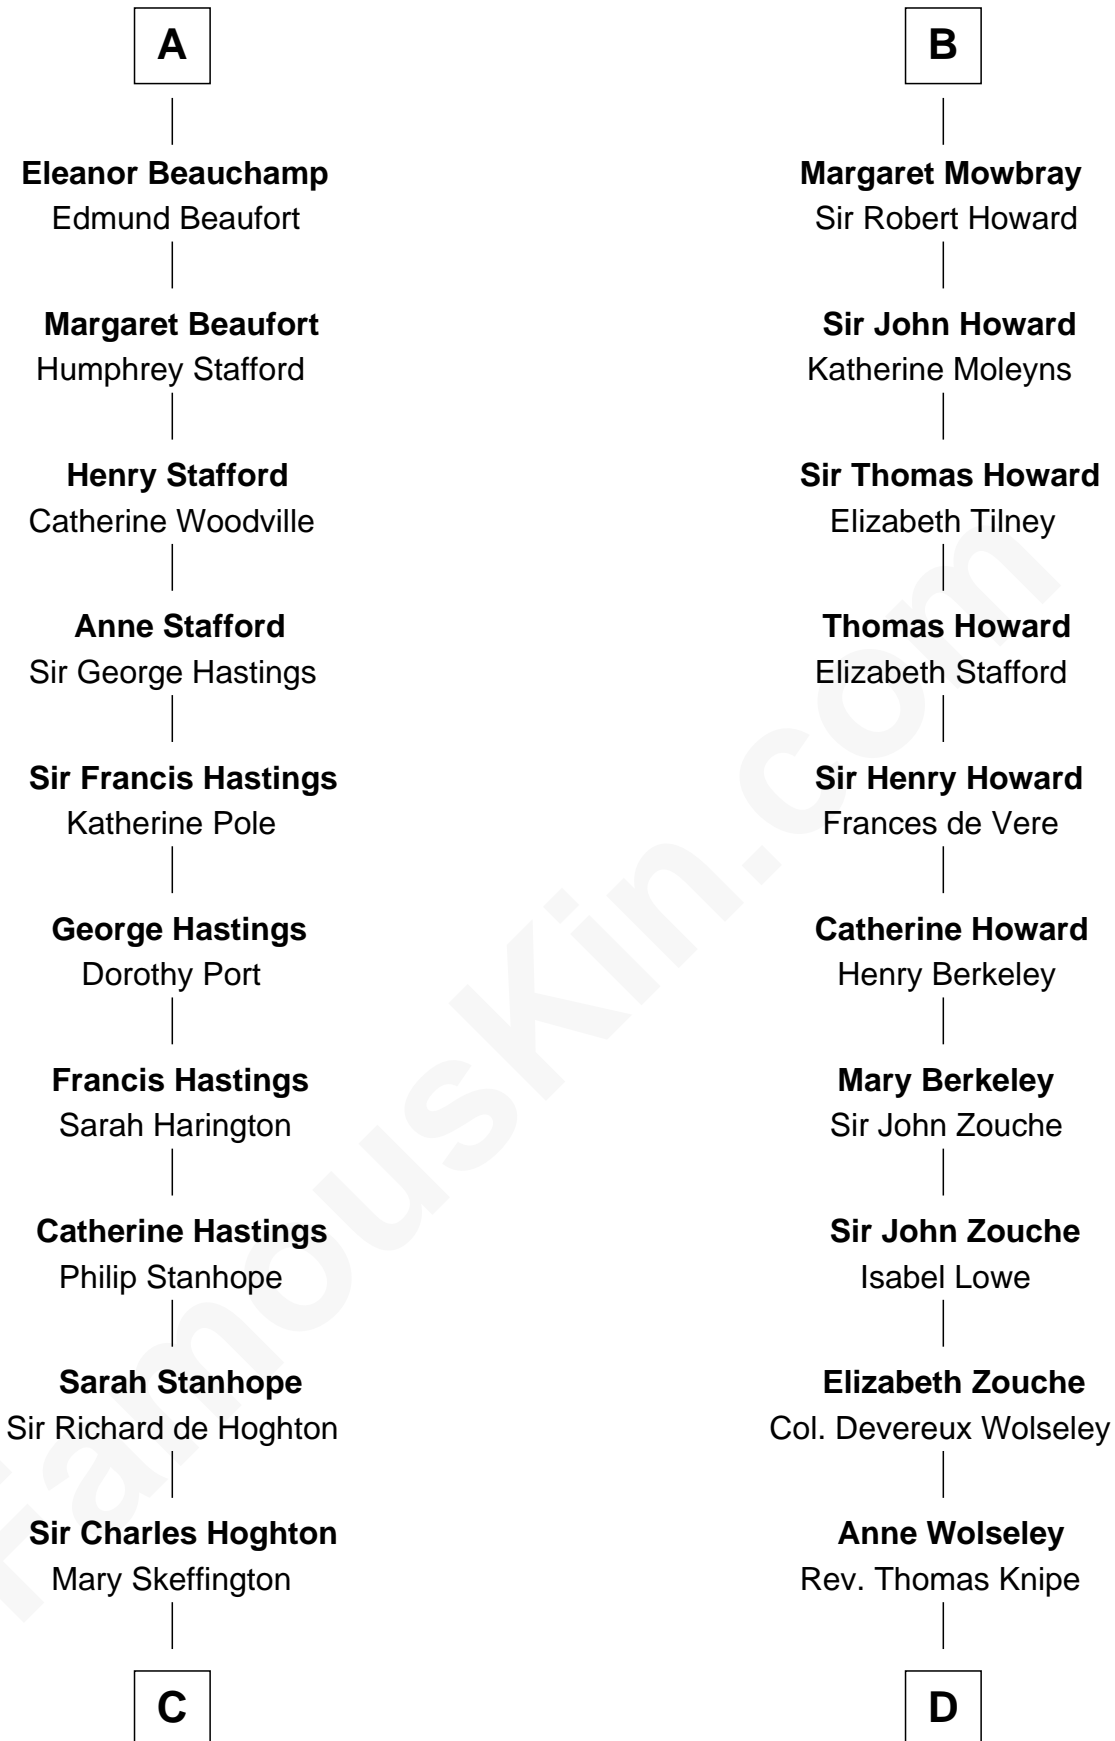 A
Eleanor Beauchamp
Edmund Beaufort
Margaret Beaufort
Humphrey Stafford
Henry Stafford
Catherine Woodville
Anne Stafford
Sir George Hastings
Sir Francis Hastings
Katherine Pole
George Hastings
Dorothy Port
Francis Hastings
Sarah Harington
Catherine Hastings
Philip Stanhope
Sarah Stanhope
Sir Richard de Hoghton
Sir Charles Hoghton
Mary Skeffington
C
B
Margaret Mowbray
Sir Robert Howard
Sir John Howard
Katherine Moleyns
Sir Thomas Howard
Elizabeth Tilney
Thomas Howard
Elizabeth Stafford
Sir Henry Howard
Frances de Vere
Catherine Howard
Henry Berkeley
Mary Berkeley
Sir John Zouche
Sir John Zouche
Isabel Lowe
Elizabeth Zouche
Col. Devereux Wolseley
Anne Wolseley
Rev. Thomas Knipe
D
FamousKin.com